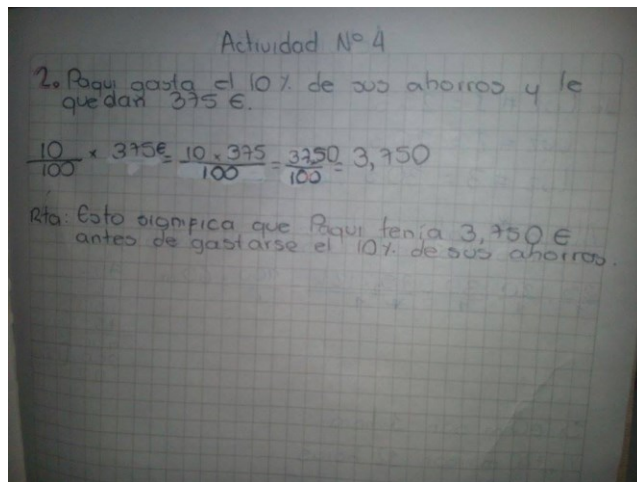 Actividad Nº 4
2. Paqui gasta el 10% de sus ahorros y le
quedan 375 €.
10/100 × 375€ = 10 × 375/100 = 3750/100 = 3,750
Rta: Esto significa que Paqui tenia 3,750 €
antes de gastarse el 10% de sus ahorros.